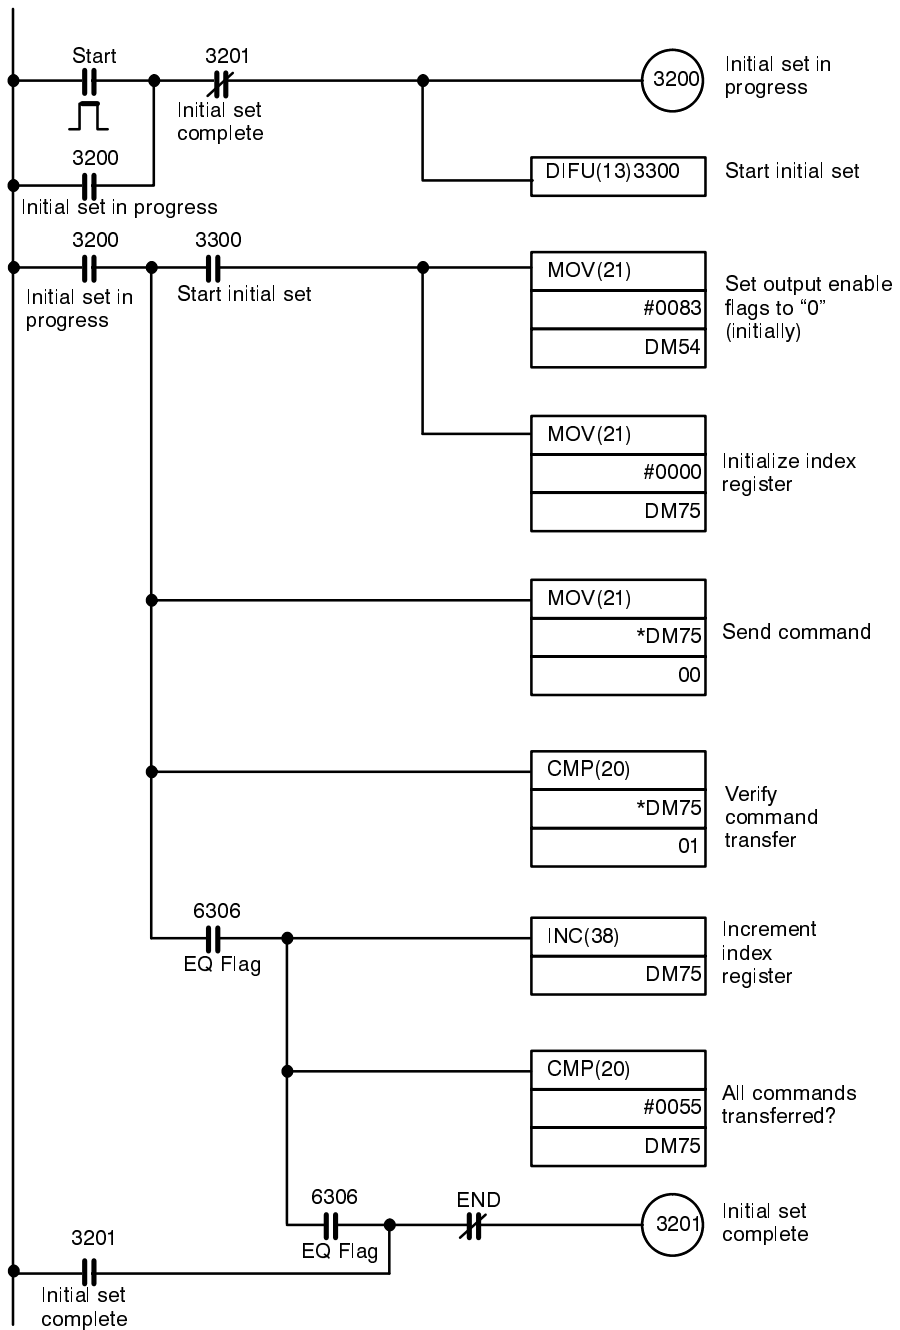 Start
3201
3200
Initial set in
progress
Initial set
complete
3200
DIFU(13)3300
Start initial set
Initial set in progress
3200
3300
MOV(21)
#0083
DM54
Set output enable
flags to “0”
(initially)
Initial set in
progress
Start initial set
MOV(21)
#0000
DM75
Initialize index
register
MOV(21)
*DM75
00
Send command
CMP(20)
*DM75
01
Verify
command
transfer
6306
EQ Flag
INC(38)
DM75
Increment
index
register
CMP(20)
#0055
DM75
All commands
transferred?
6306
EQ Flag
END
3201
Initial set
complete
3201
Initial set
complete